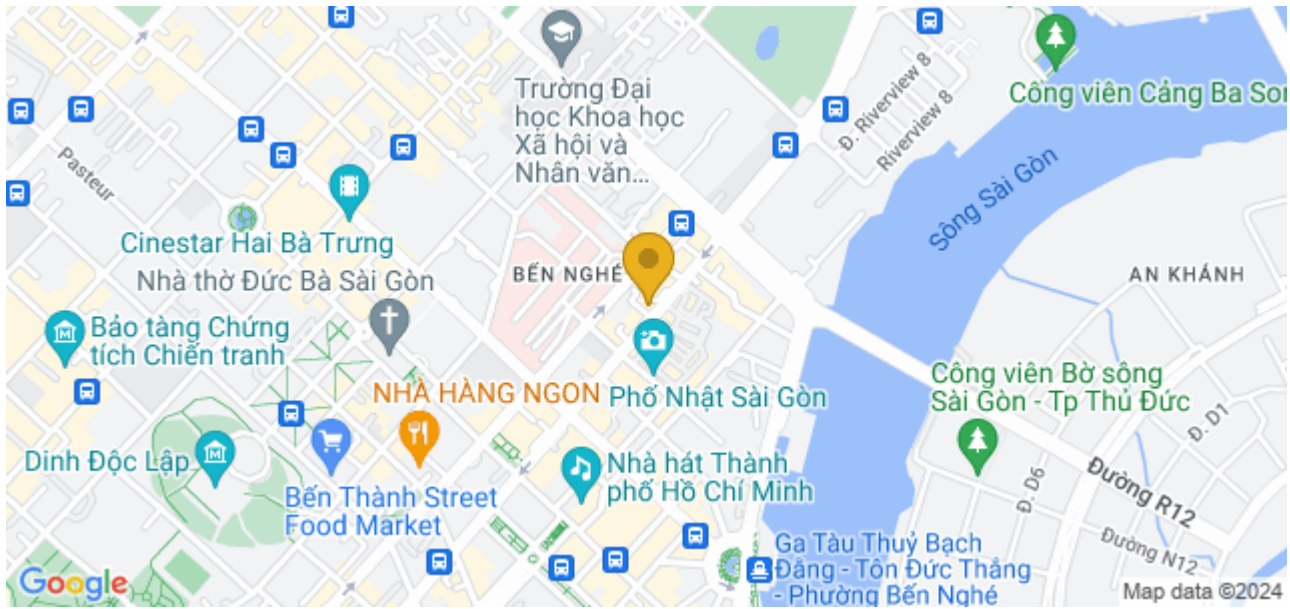 Trường Đại
học Khoa học
Xã hội và
Nhân văn...
Đ. Riverview 8
Riverview 8
Công viên Cảng Ba Son
Pasteur
Sông Sài Gòn
Cinestar Hai Bà Trưng
Nhà thờ Đức Bà Sài Gòn
BẾN NGHÉ
AN KHÁNH
Bảo tàng Chứng
tích Chiến tranh
NHÀ HÀNG NGON
Phố Nhật Sài Gòn
Công viên Bờ sông
Sài Gòn - Tp Thủ Đức
Đ. D1
Dinh Độc Lập
Bến Thành Street
Food Market
Nhà hát Thành
phố Hồ Chí Minh
Đ. D6
Đường R12
Đường N12
Ga Tàu Thuỷ Bạch
Đằng - Tôn Đức Thắng
- Phường Bến Nghé
Google
Map data ©2024